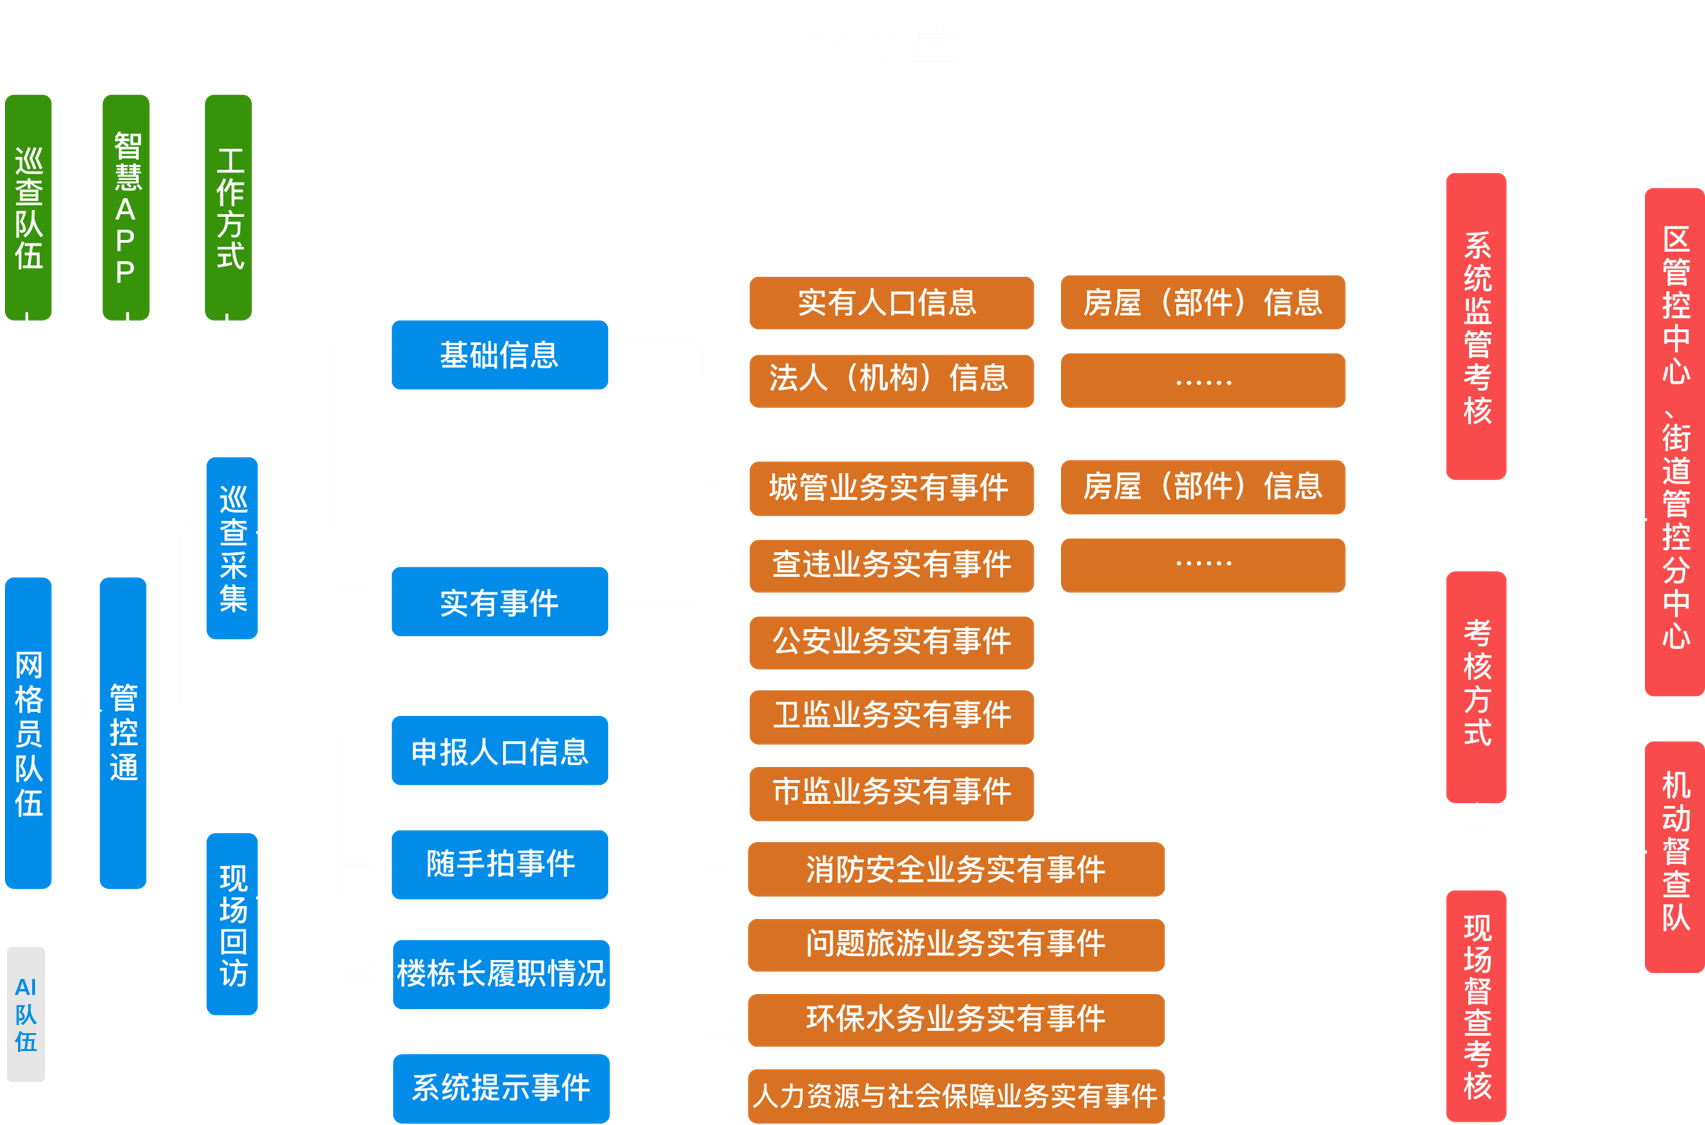 巡查队伍
智慧APP
工作方式
网格员队伍
管控通
AI队伍
巡查采集
现场回访
基础信息
实有事件
申报人口信息
随手拍事件
楼栋长履职情况
系统提示事件
实有人口信息
房屋（部件）信息
法人（机构）信息
……
城管业务实有事件
房屋（部件）信息
查违业务实有事件
……
公安业务实有事件
卫监业务实有事件
市监业务实有事件
消防安全业务实有事件
问题旅游业务实有事件
环保水务业务实有事件
人力资源与社会保障业务实有事件
系统监管考核
考核方式
现场督查考核
区管控中心、街道管控分中心
机动督查队